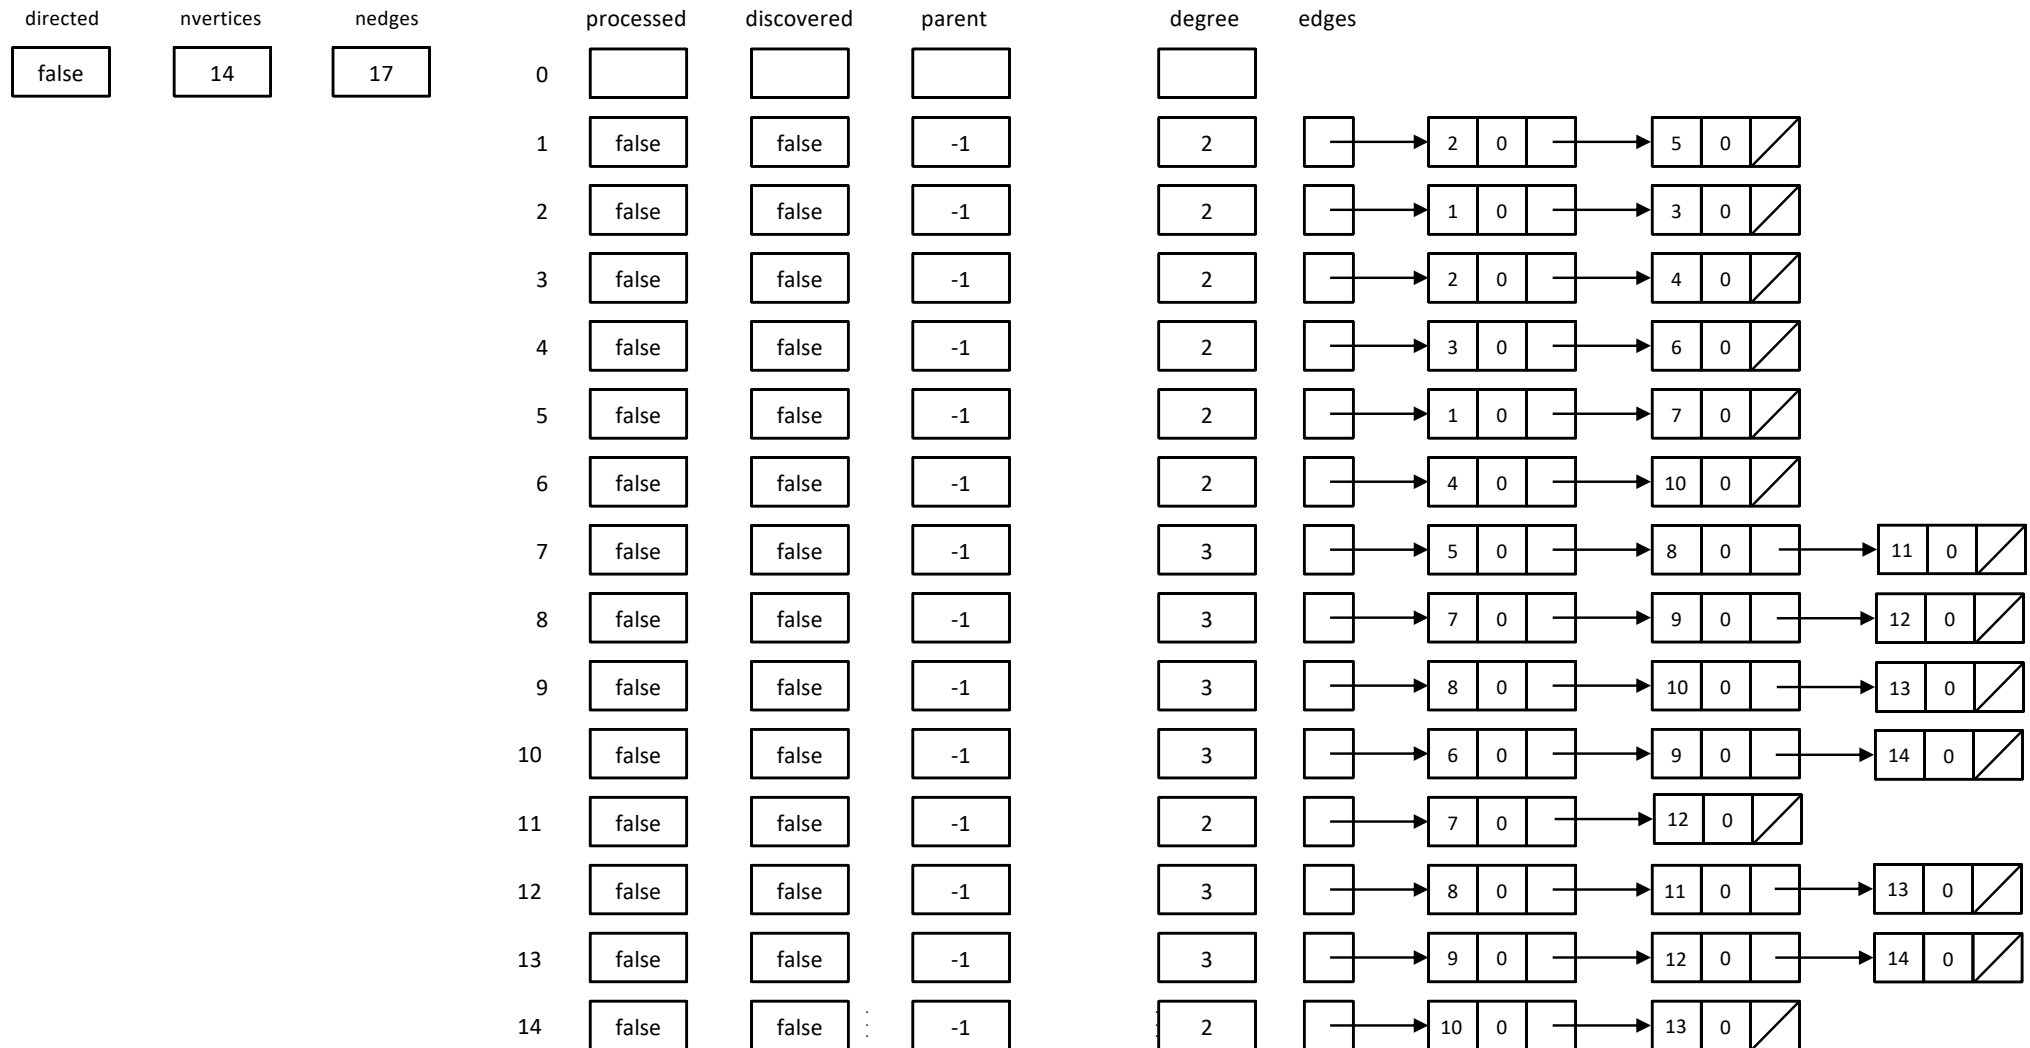 directed nvertices nedges processed discovered parent degree edges
false 14 17 0
1 false false -1 2 2 0 5 0
2 false false -1 2 1 0 3 0
3 false false -1 2 2 0 4 0
4 false false -1 2 3 0 6 0
5 false false -1 2 1 0 7 0
6 false false -1 2 4 0 10 0
7 false false -1 3 5 0 8 0 11 0
8 false false -1 3 7 0 9 0 12 0
9 false false -1 3 8 0 10 0 13 0
10 false false -1 3 6 0 9 0 14 0
11 false false -1 2 7 0 12 0
12 false false -1 3 8 0 11 0 13 0
13 false false -1 3 9 0 12 0 14 0
14 false false -1 2 10 0 13 0